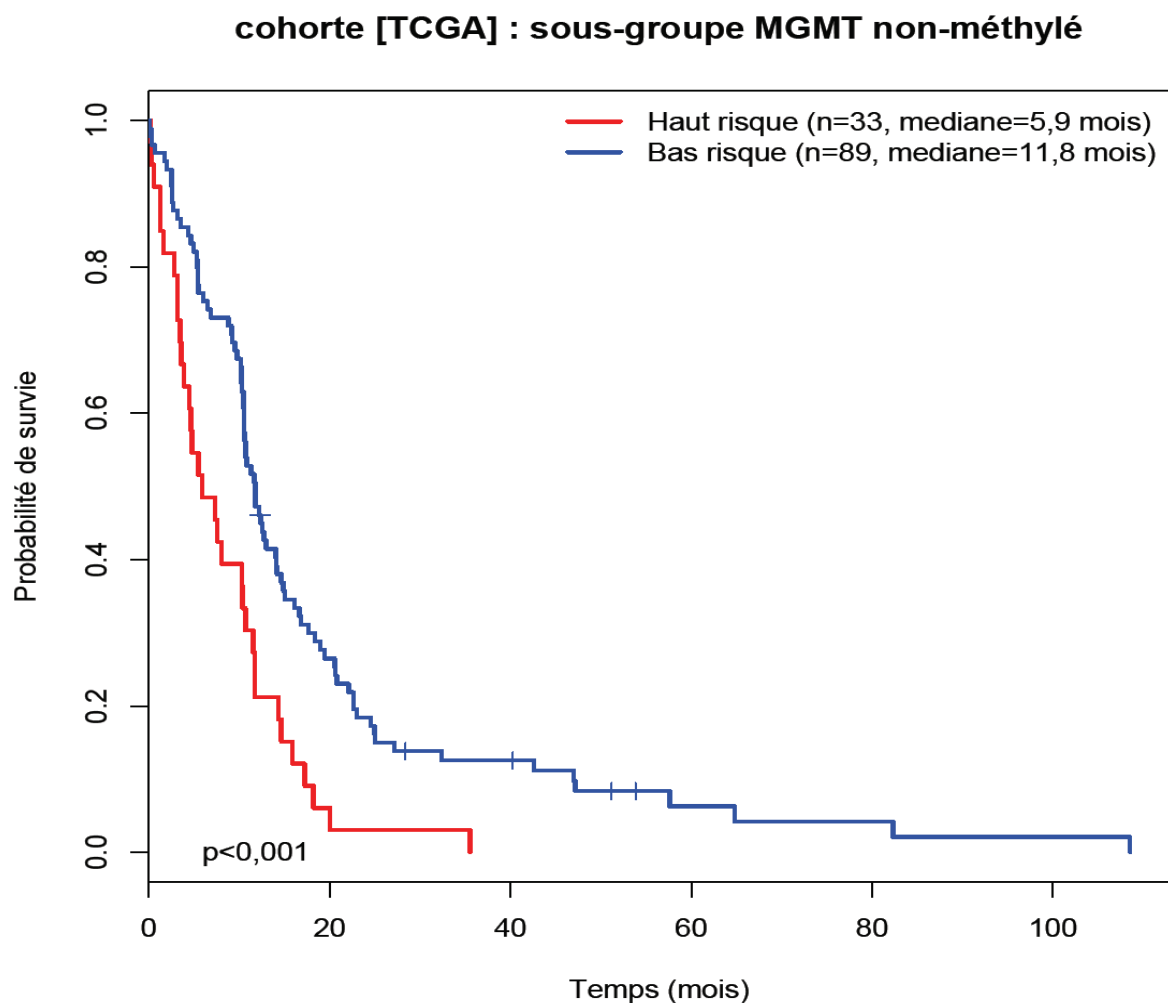 cohorte [TCGA] : sous-groupe MGMT non-méthylé
Haut risque (n=33, mediane=5,9 mois)
Bas risque (n=89, mediane=11,8 mois)
Probabilité de survie
1.0
0.8
0.6
0.4
0.2
0.0
p<0,001
0 20 40 60 80 100
Temps (mois)